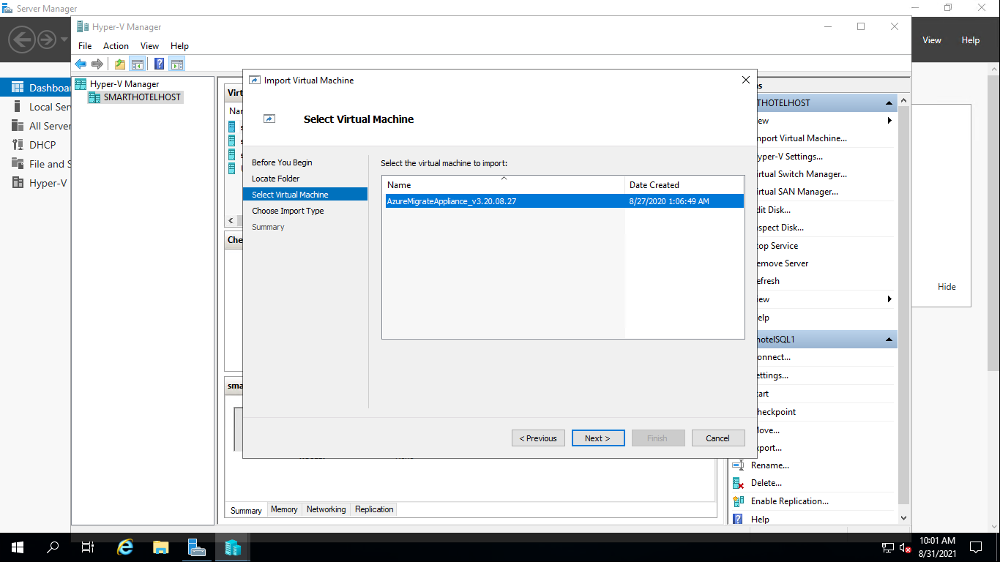 Server Manager
Hyper-V Manager
File Action View Help
View Help
Dashboar
Local Serv
All Server
DHCP
File and S
Hyper-V
Hyper-V Manager
SMARTHOTELHOST
Virt
Nar
Che
sma
Import Virtual Machine
Select Virtual Machine
Before You Begin
Locate Folder
Select Virtual Machine
Choose Import Type
Summary
Select the virtual machine to import:
Name Date Created
AzureMigrateAppliance_v3.20.08.27 8/27/2020 1:06:49 AM
< Previous Next > Finish Cancel
Summary Memory Networking Replication
ns
THOTELHOST
ew
mport Virtual Machine...
yper-V Settings...
irtual Switch Manager...
irtual SAN Manager...
dit Disk...
spect Disk...
top Service
emove Server
efresh
iew
elp
hotelSQL1
onnect...
ettings...
tart
heckpoint
Move...
xport...
Rename...
Delete...
Enable Replication...
Help
Hide
10:01 AM
8/31/2021